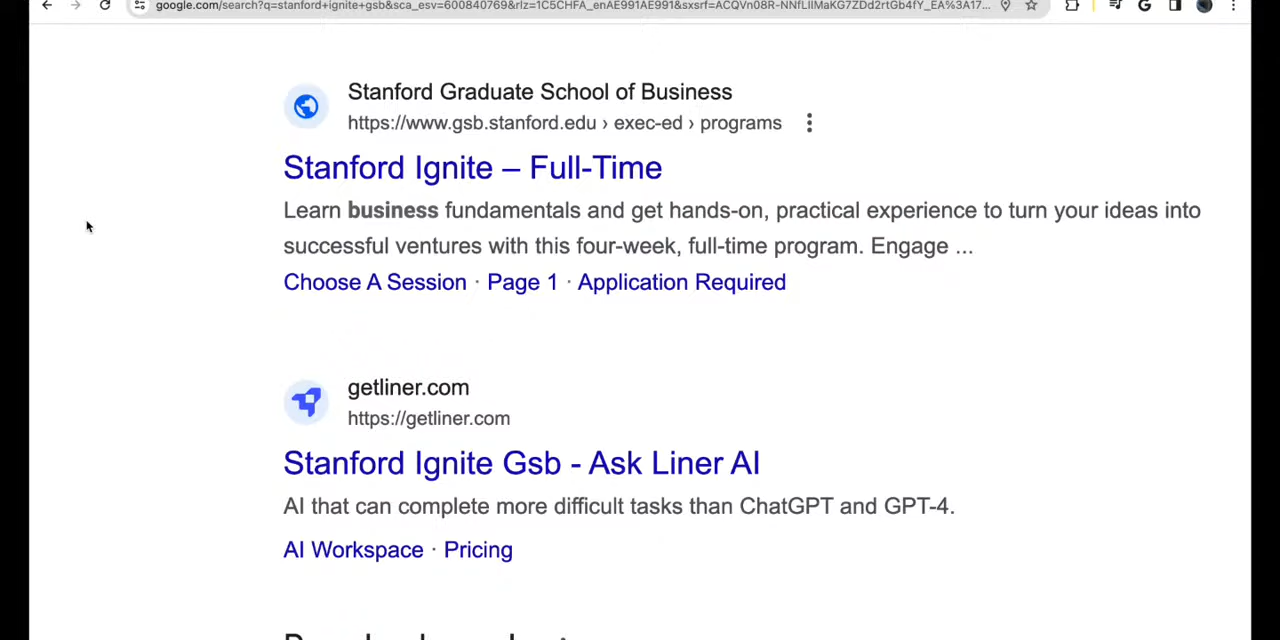 google.com/search?q=stanford+ignite+gsb&sca_esv=600840769&rlz=1C5CHFA_enAE991AE991&sxsrf=ACQVn08R-NNfLIIMaKG7ZDd2rtGb4fY_EA%3A17...
Stanford Graduate School of Business
https://www.gsb.stanford.edu › exec-ed › programs
Stanford Ignite – Full-Time
Learn business fundamentals and get hands-on, practical experience to turn your ideas into
successful ventures with this four-week, full-time program. Engage ...
Choose A Session · Page 1 · Application Required
getliner.com
https://getliner.com
Stanford Ignite Gsb - Ask Liner AI
AI that can complete more difficult tasks than ChatGPT and GPT-4.
AI Workspace · Pricing